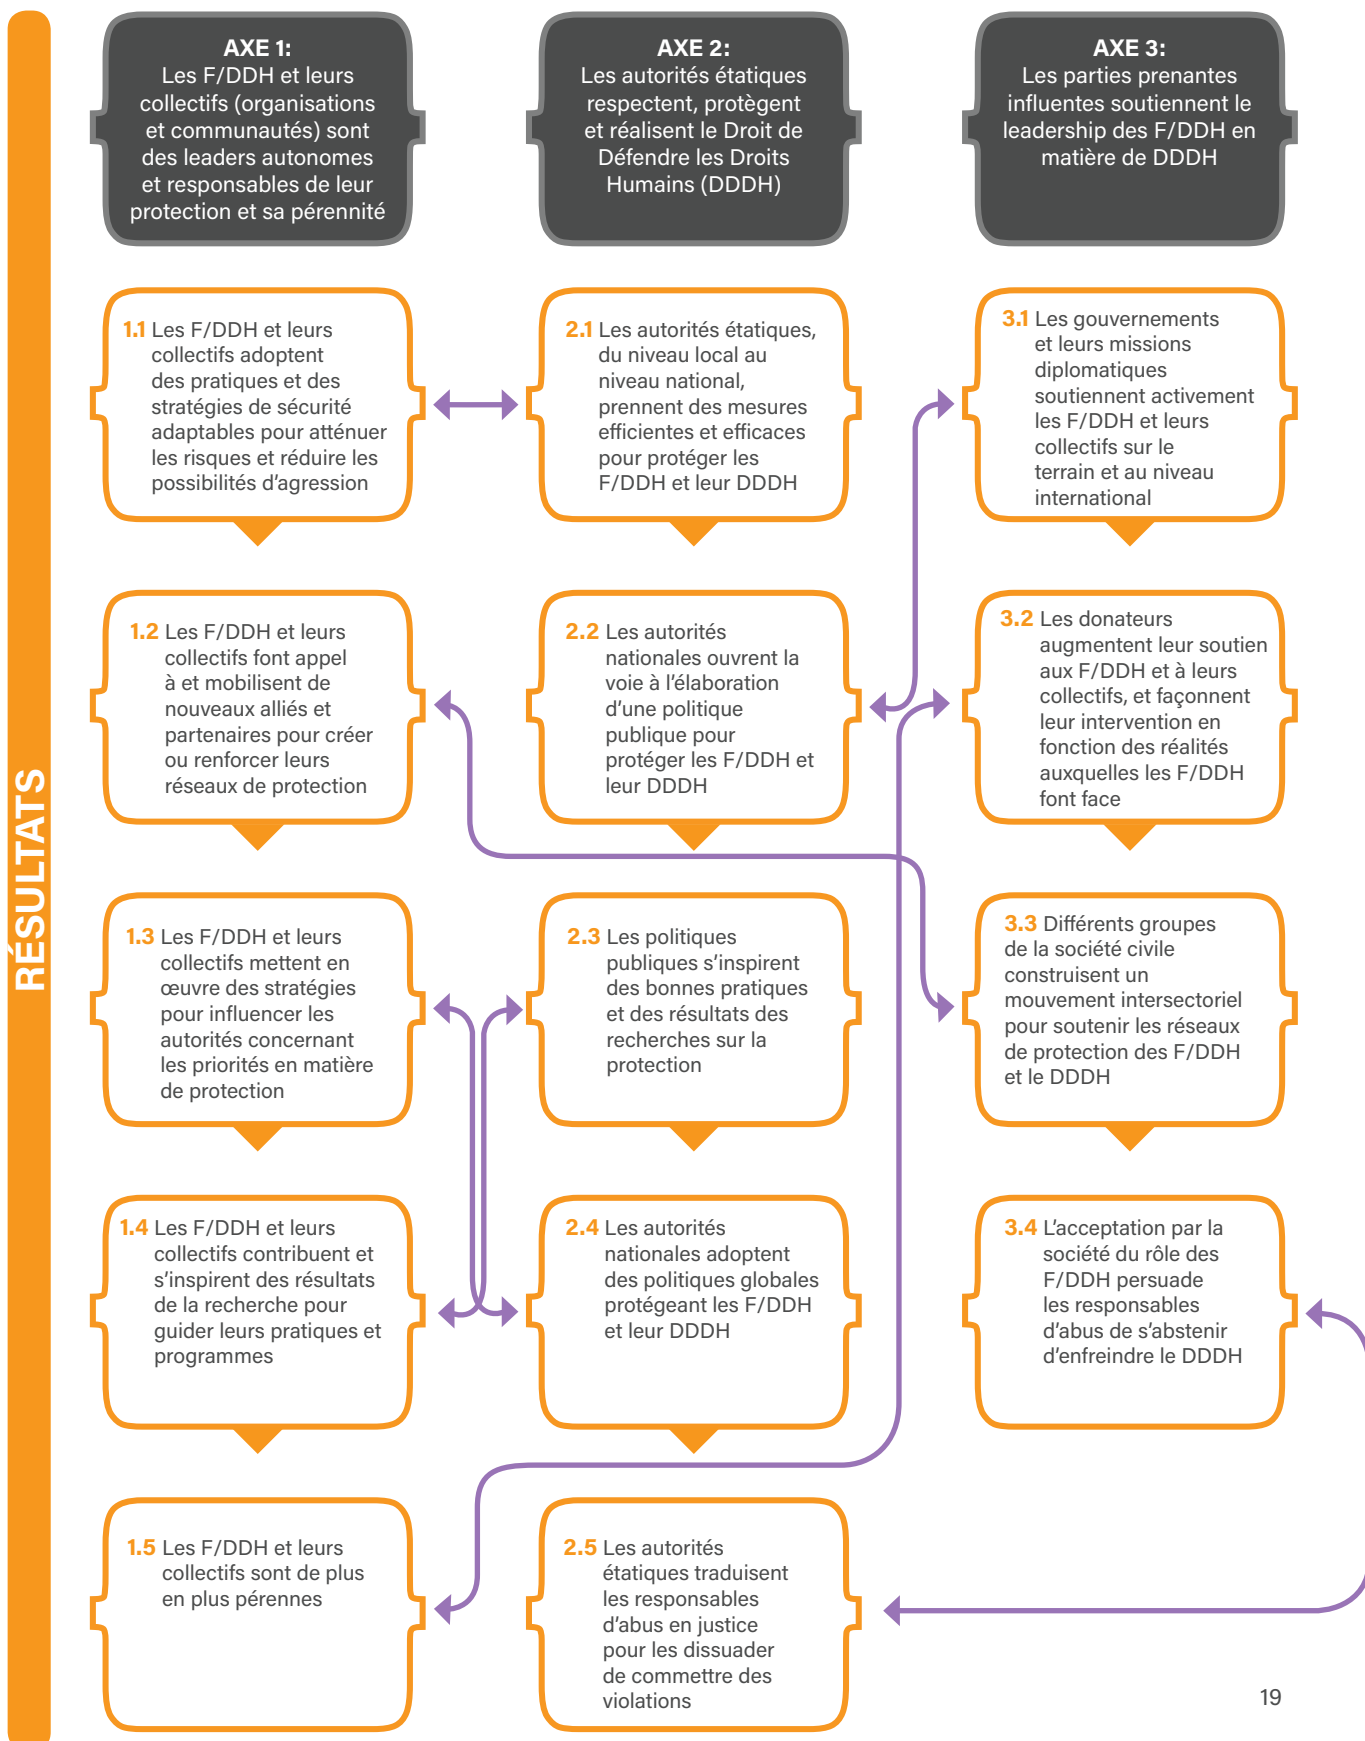 RÉSULTATS
AXE 1:
Les F/DDH et leurs
collectifs (organisations
et communautés) sont
des leaders autonomes
et responsables de leur
protection et sa pérennité
AXE 2:
Les autorités étatiques
respectent, protègent
et réalisent le Droit de
Défendre les Droits
Humains (DDDH)
AXE 3:
Les parties prenantes
influentes soutiennent le
leadership des F/DDH en
matière de DDDH
1.1 Les F/DDH et leurs
collectifs adoptent
des pratiques et des
stratégies de sécurité
adaptables pour atténuer
les risques et réduire les
possibilités d'agression
2.1 Les autorités étatiques,
du niveau local au
niveau national,
prennent des mesures
efficientes et efficaces
pour protéger les
F/DDH et leur DDDH
3.1 Les gouvernements
et leurs missions
diplomatiques
soutiennent activement
les F/DDH et leurs
collectifs sur le
terrain et au niveau
international
1.2 Les F/DDH et leurs
collectifs font appel
à et mobilisent de
nouveaux alliés et
partenaires pour créer
ou renforcer leurs
réseaux de protection
2.2 Les autorités
nationales ouvrent la
voie à l'élaboration
d'une politique
publique pour
protéger les F/DDH et
leur DDDH
3.2 Les donateurs
augmentent leur soutien
aux F/DDH et à leurs
collectifs, et façonnent
leur intervention en
fonction des réalités
auxquelles les F/DDH
font face
1.3 Les F/DDH et leurs
collectifs mettent en
œuvre des stratégies
pour influencer les
autorités concernant
les priorités en matière
de protection
2.3 Les politiques
publiques s'inspirent
des bonnes pratiques
et des résultats des
recherches sur la
protection
3.3 Différents groupes
de la société civile
construisent un
mouvement intersectoriel
pour soutenir les réseaux
de protection des F/DDH
et le DDDH
1.4 Les F/DDH et leurs
collectifs contribuent et
s'inspirent des résultats
de la recherche pour
guider leurs pratiques et
programmes
2.4 Les autorités
nationales adoptent
des politiques globales
protégeant les F/DDH
et leur DDDH
3.4 L'acceptation par la
société du rôle des
F/DDH persuade
les responsables
d'abus de s'abstenir
d'enfreindre le DDDH
1.5 Les F/DDH et leurs
collectifs sont de plus
en plus pérennes
2.5 Les autorités
étatiques traduisent
les responsables
d'abus en justice
pour les dissuader
de commettre des
violations
19